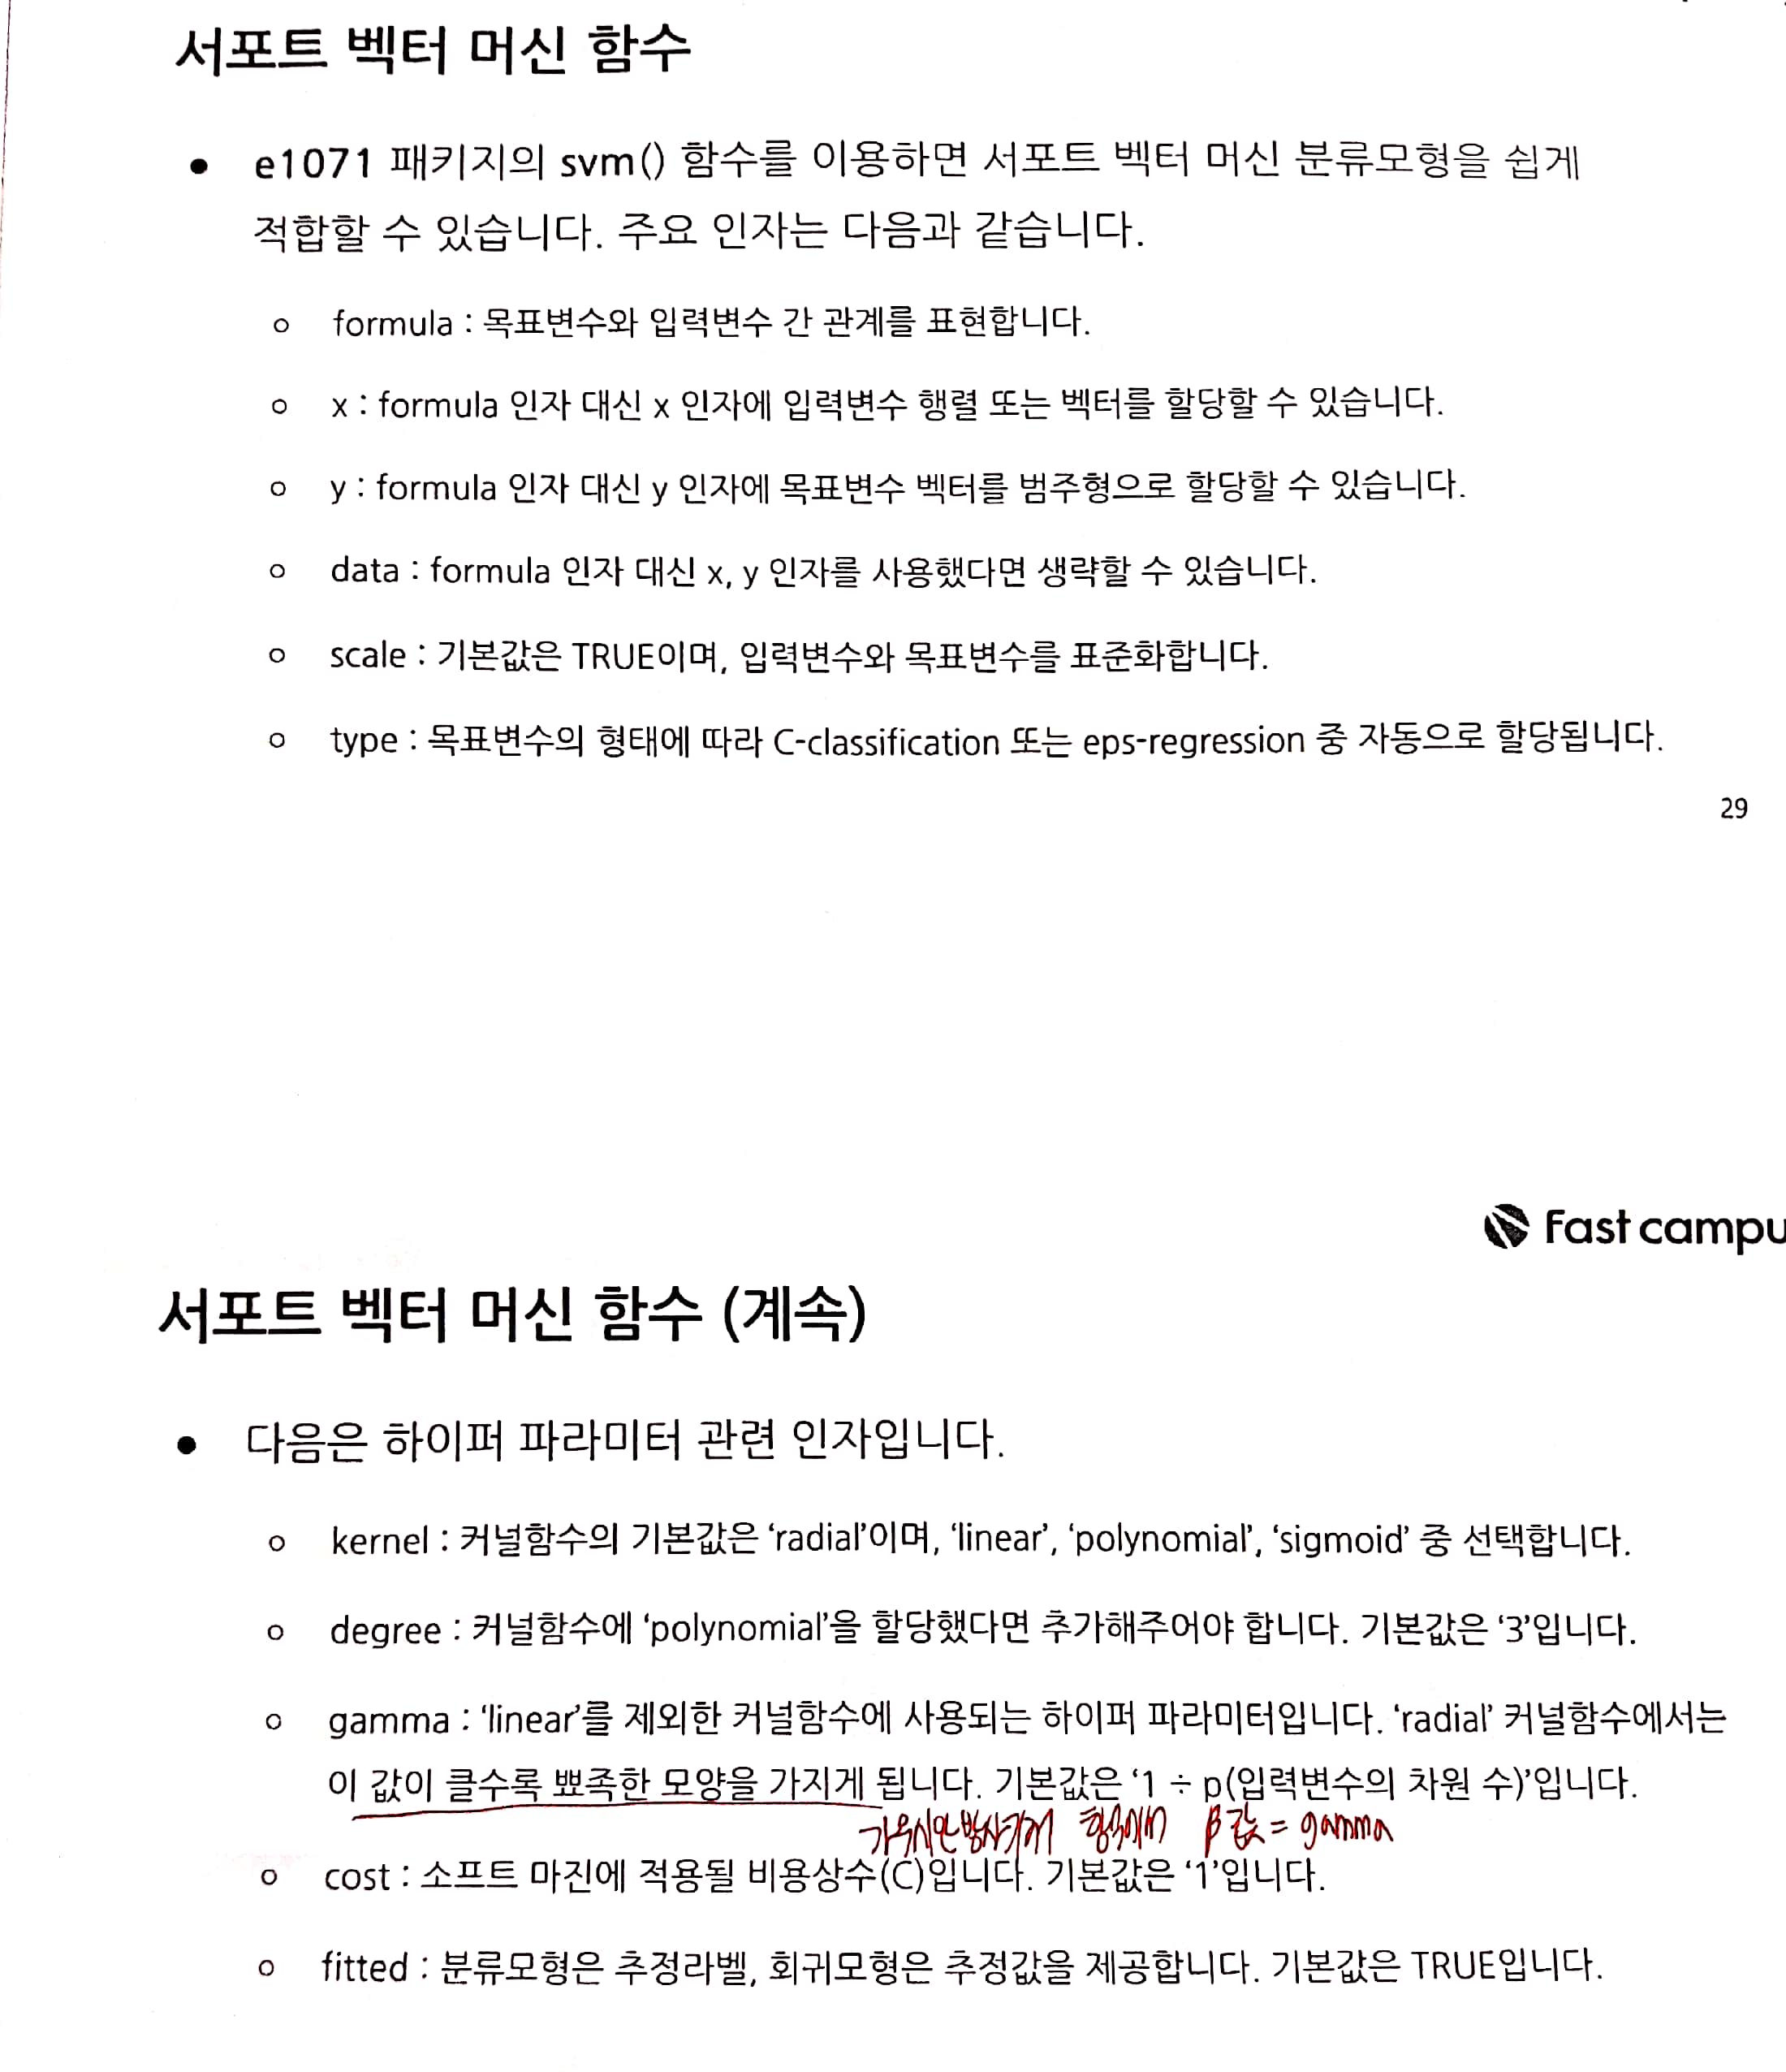 서포트 벡터 머신 함수
● e1071 패키지의 svm() 함수를 이용하면 서포트 벡터 머신 분류모형을 쉽게
적합할 수 있습니다. 주요 인자는 다음과 같습니다.
○ formula : 목표변수와 입력변수 간 관계를 표현합니다.
○ x : formula 인자 대신 x 인자에 입력변수 행렬 또는 벡터를 할당할 수 있습니다.
○ y : formula 인자 대신 y 인자에 목표변수 벡터를 범주형으로 할당할 수 있습니다.
○ data : formula 인자 대신 x, y 인자를 사용했다면 생략할 수 있습니다.
○ scale : 기본값은 TRUE이며, 입력변수와 목표변수를 표준화합니다.
○ type : 목표변수의 형태에 따라 C-classification 또는 eps-regression 중 자동으로 할당됩니다.
29
Fast campu
서포트 벡터 머신 함수 (계속)
● 다음은 하이퍼 파라미터 관련 인자입니다.
○ kernel : 커널함수의 기본값은 ‘radial’이며, ‘linear’, ‘polynomial’, ‘sigmoid’ 중 선택합니다.
○ degree : 커널함수에 ‘polynomial’을 할당했다면 추가해주어야 합니다. 기본값은 ‘3’입니다.
○ gamma : ‘linear’를 제외한 커널함수에 사용되는 하이퍼 파라미터입니다. ‘radial’ 커널함수에서는
이 값이 클수록 뾰족한 모양을 가지게 됩니다. 기본값은 ‘1 ÷ p(입력변수의 차원 수)’입니다.
가우시안방사기저 β 값 = gamma
○ cost : 소프트 마진에 적용될 비용상수(C)입니다. 기본값은 ‘1’입니다.
○ fitted : 분류모형은 추정라벨, 회귀모형은 추정값을 제공합니다. 기본값은 TRUE입니다.